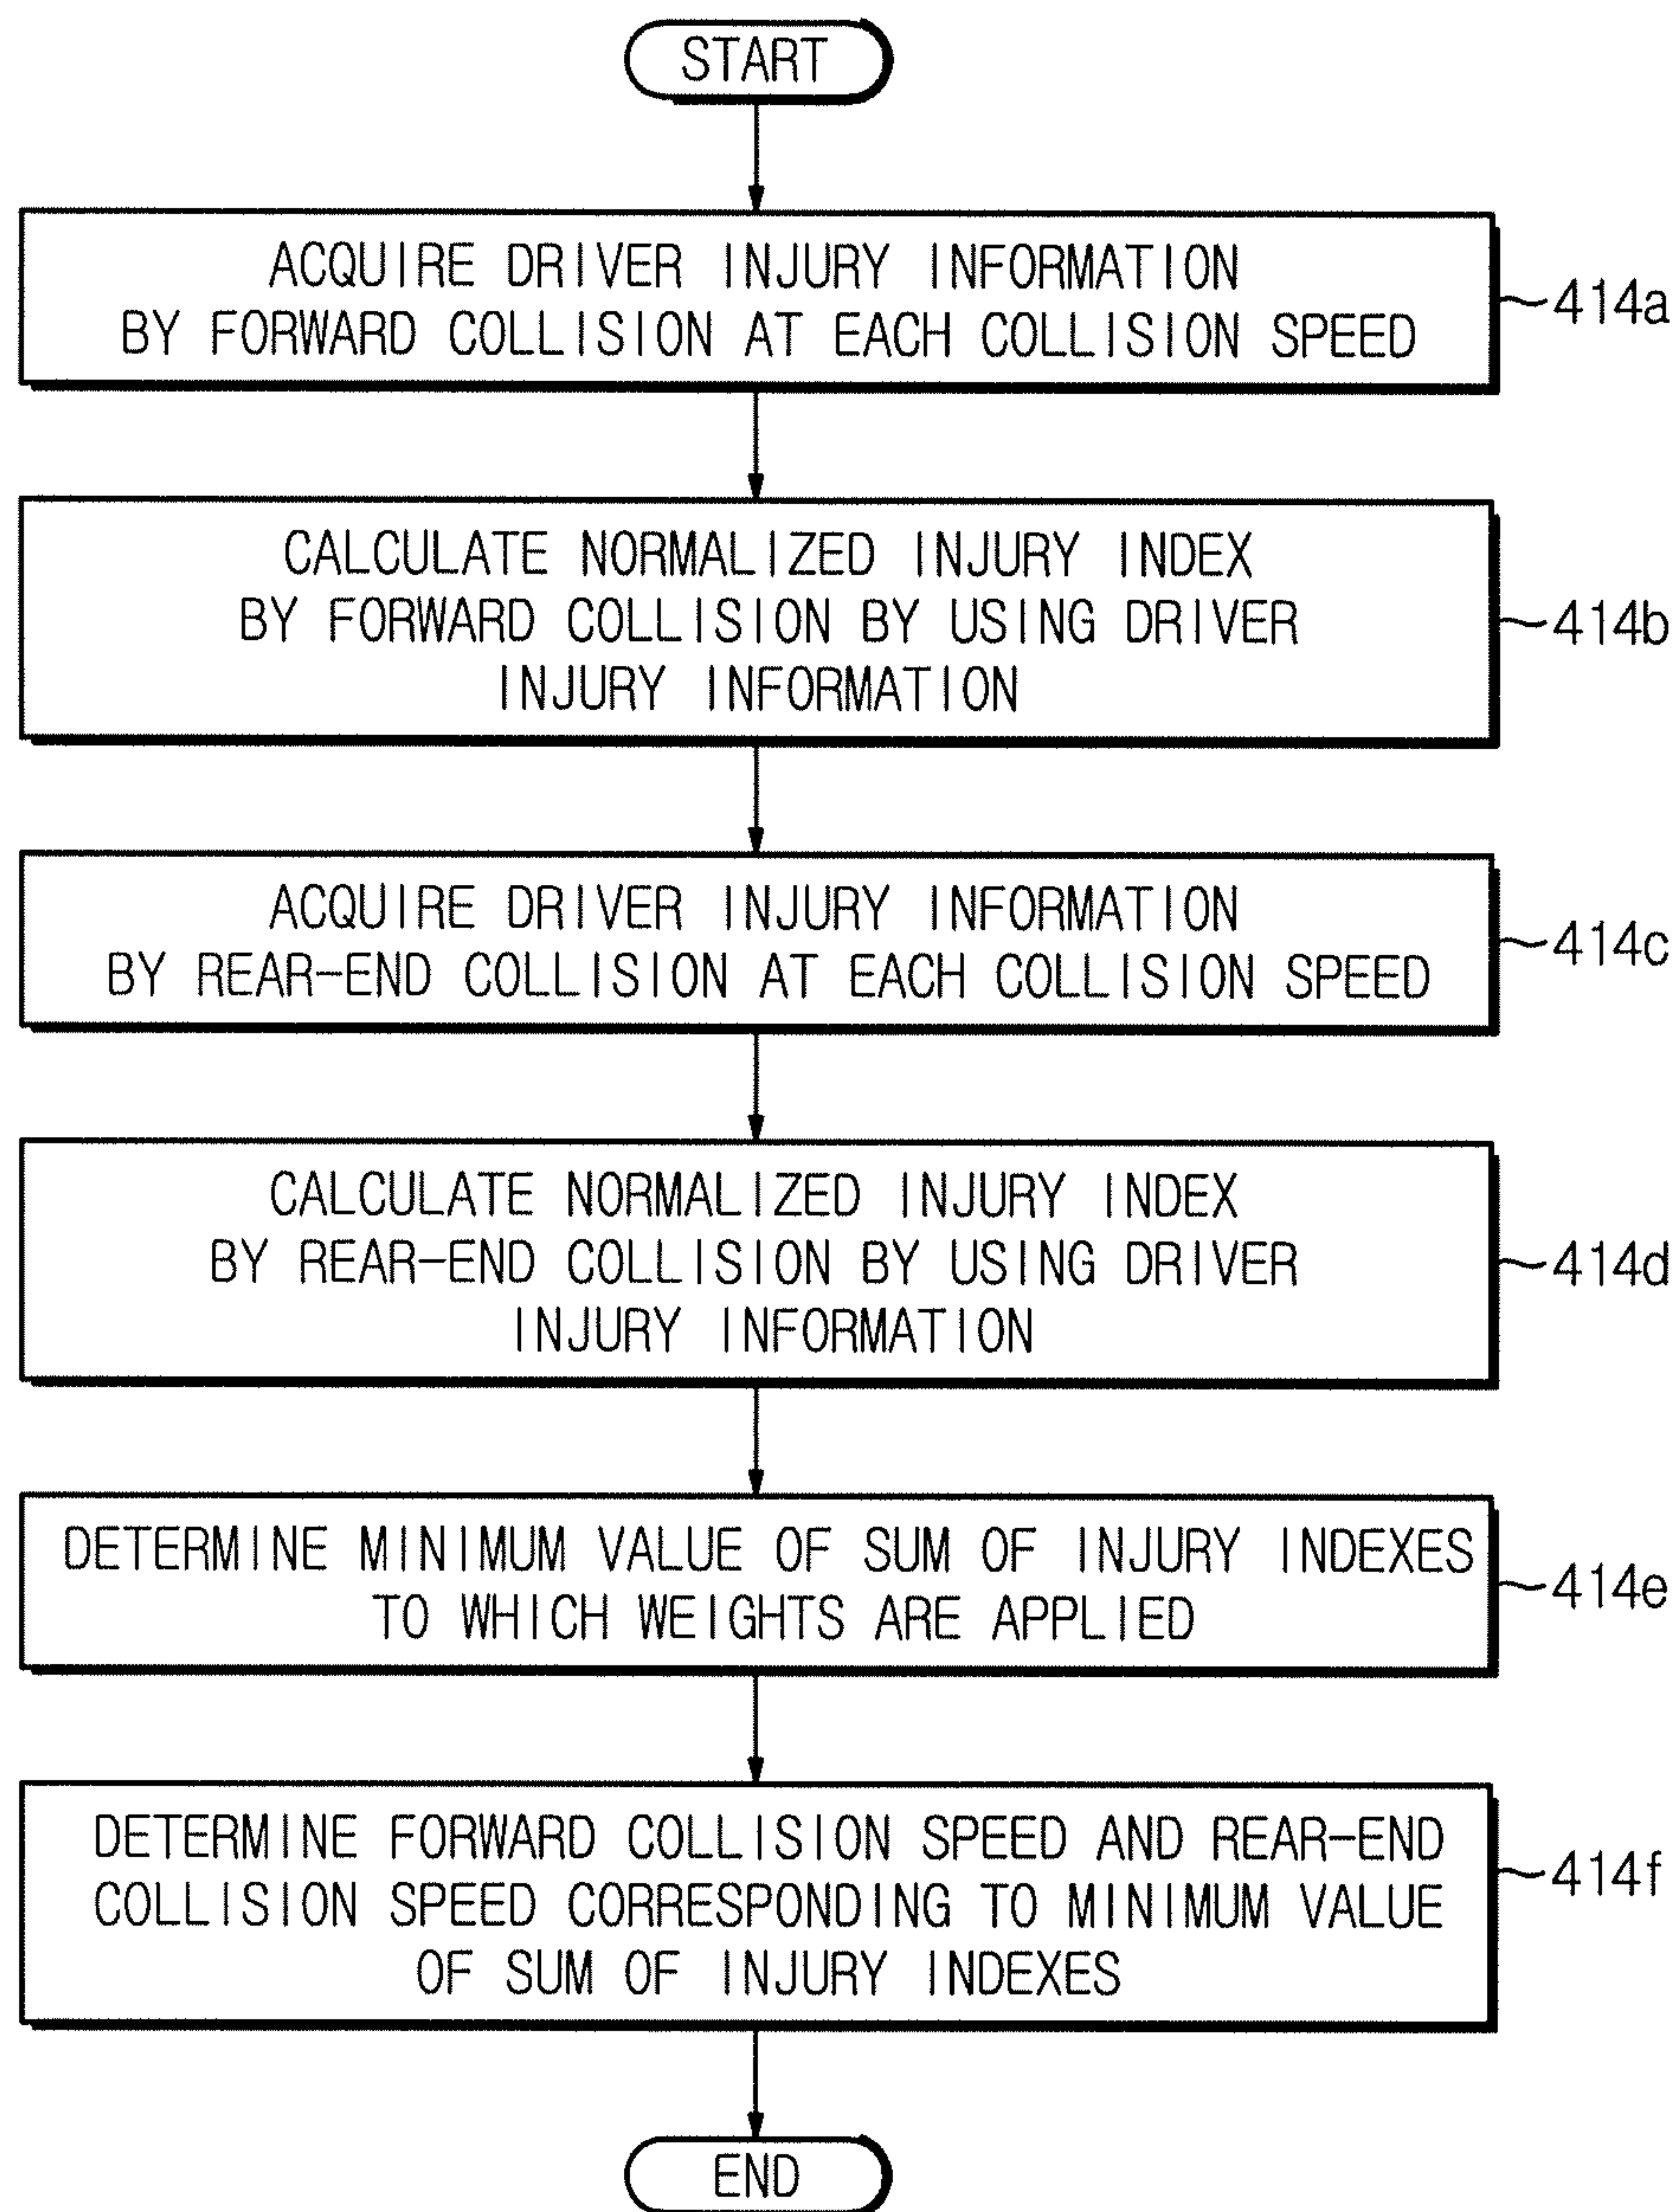 START
ACQUIRE DRIVER INJURY INFORMATION
BY FORWARD COLLISION AT EACH COLLISION SPEED
414a
CALCULATE NORMALIZED INJURY INDEX
BY FORWARD COLLISION BY USING DRIVER
INJURY INFORMATION
414b
ACQUIRE DRIVER INJURY INFORMATION
BY REAR-END COLLISION AT EACH COLLISION SPEED
414c
CALCULATE NORMALIZED INJURY INDEX
BY REAR-END COLLISION BY USING DRIVER
INJURY INFORMATION
414d
DETERMINE MINIMUM VALUE OF SUM OF INJURY INDEXES
TO WHICH WEIGHTS ARE APPLIED
414e
DETERMINE FORWARD COLLISION SPEED AND REAR-END
COLLISION SPEED CORRESPONDING TO MINIMUM VALUE
OF SUM OF INJURY INDEXES
414f
END